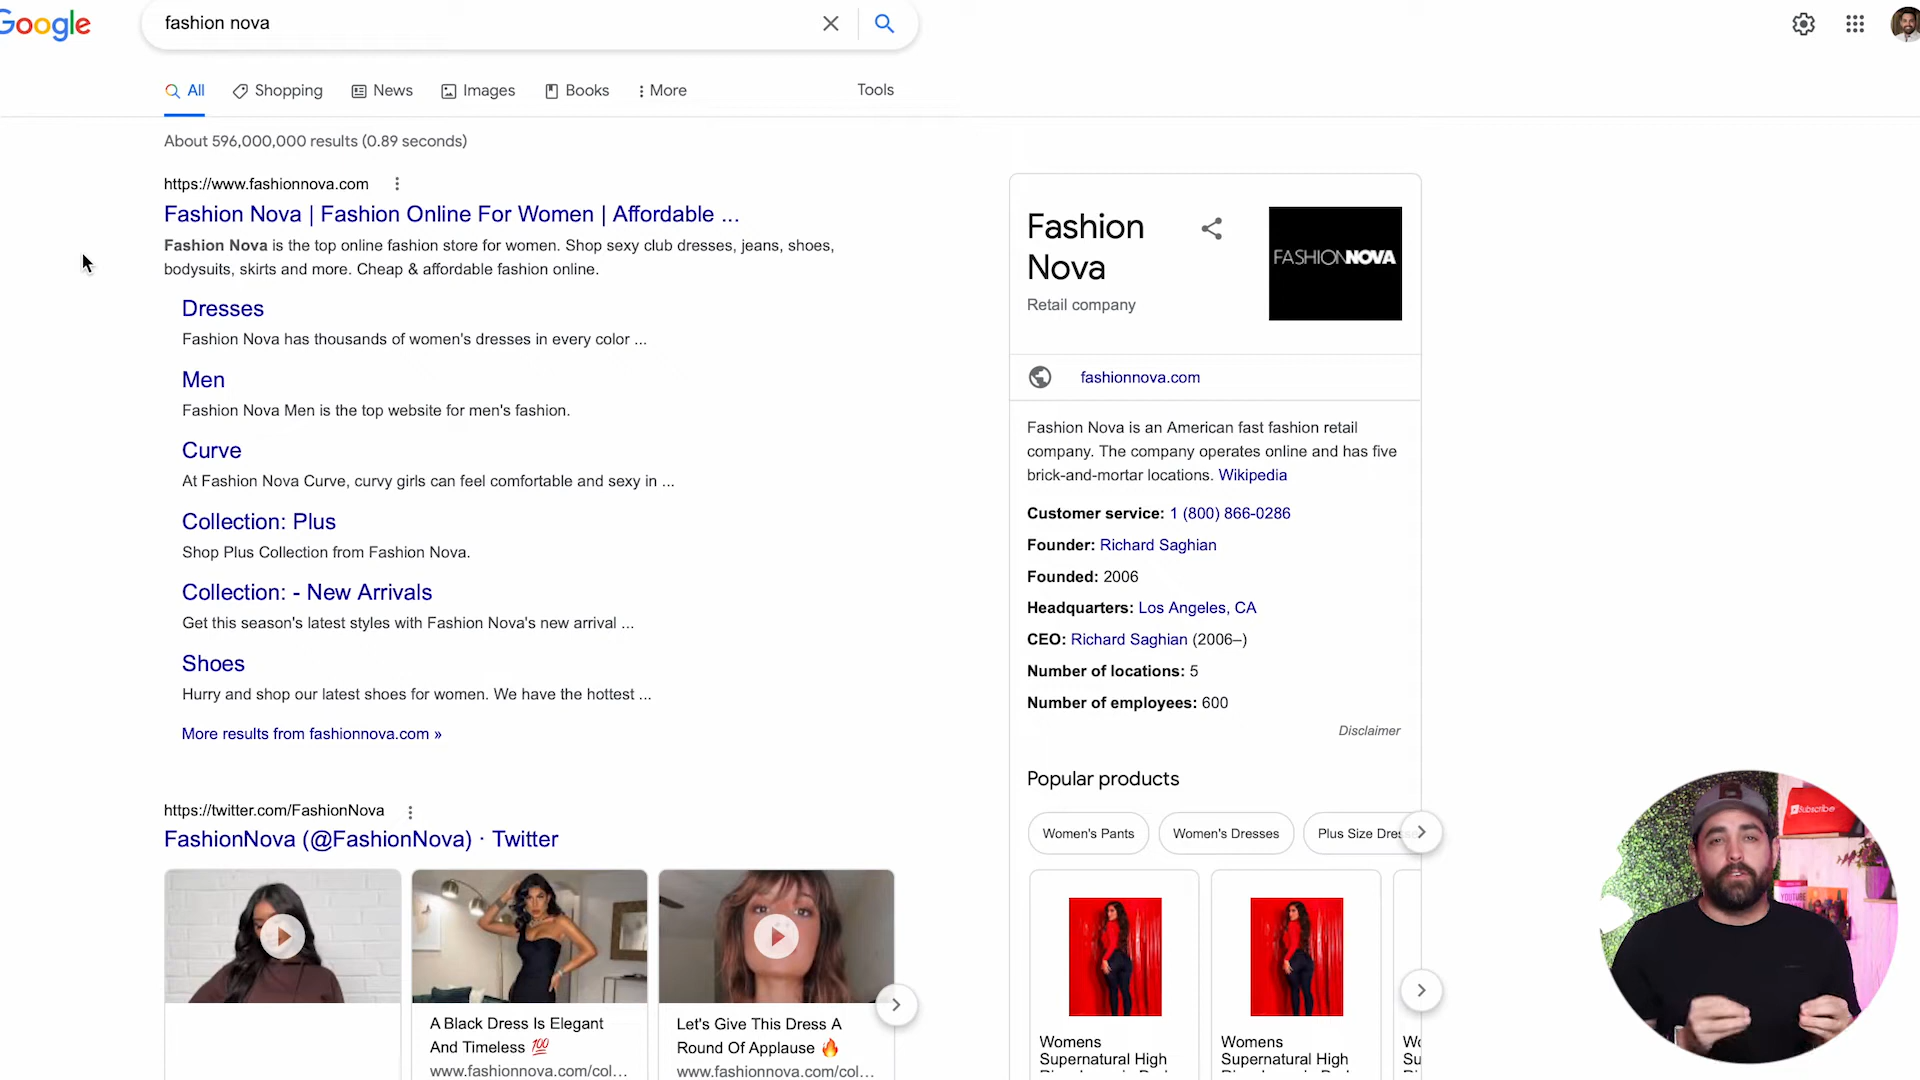 Google
fashion nova
All
Shopping
News
Images
Books
More
Tools
About 596,000,000 results (0.89 seconds)
https://www.fashionnova.com
Fashion Nova | Fashion Online For Women | Affordable ...
Fashion Nova is the top online fashion store for women. Shop sexy club dresses, jeans, shoes,
bodysuits, skirts and more. Cheap & affordable fashion online.
Dresses
Fashion Nova has thousands of women's dresses in every color ...
Men
Fashion Nova Men is the top website for men's fashion.
Curve
At Fashion Nova Curve, curvy girls can feel comfortable and sexy in ...
Collection: Plus
Shop Plus Collection from Fashion Nova.
Collection: - New Arrivals
Get this season's latest styles with Fashion Nova's new arrival ...
Shoes
Hurry and shop our latest shoes for women. We have the hottest ...
More results from fashionnova.com »
https://twitter.com/FashionNova
FashionNova (@FashionNova) · Twitter
A Black Dress Is Elegant
And Timeless 💯
www.fashionnova.com/col...
Let's Give This Dress A
Round Of Applause 🔥
www.fashionnova.com/col...
Fashion
Nova
Retail company
FASHIONNOVA
fashionnova.com
Fashion Nova is an American fast fashion retail
company. The company operates online and has five
brick-and-mortar locations. Wikipedia
Customer service: 1 (800) 866-0286
Founder: Richard Saghian
Founded: 2006
Headquarters: Los Angeles, CA
CEO: Richard Saghian (2006–)
Number of locations: 5
Number of employees: 600
Disclaimer
Popular products
Women's Pants
Women's Dresses
Plus Size Dres
Womens
Supernatural High
Womens
Supernatural High
Wo
Su
Subscribe
YOUTUBE